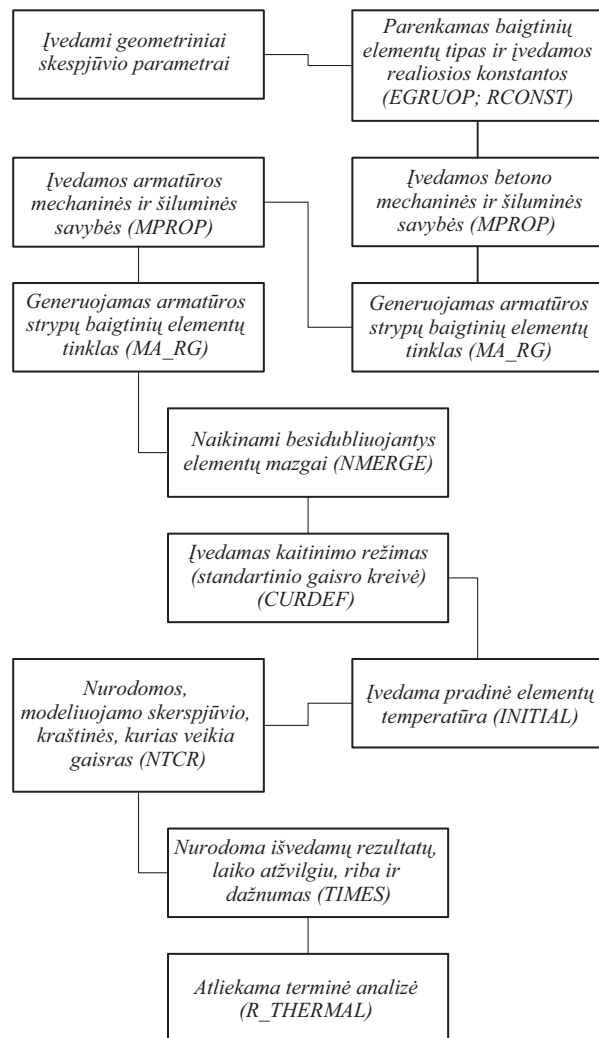 Įvedami geometriniai
skespjūvio parametrai
Parenkamas baigtinių
elementų tipas ir įvedamos
realiosios konstantos
(EGRUOP; RCONST)
Įvedamos armatūros
mechaninės ir šiluminės
savybės (MPROP)
Įvedamos betono
mechaninės ir šiluminės
savybės (MPROP)
Generuojamas armatūros
strypų baigtinių elementų
tinklas (MA_RG)
Generuojamas armatūros
strypų baigtinių elementų
tinklas (MA_RG)
Naikinami besidubliuojantys
elementų mazgai (NMERGE)
Įvedamas kaitinimo režimas
(standartinio gaisro kreivė)
(CURDEF)
Nurodomos,
modeliuojamo skerspjūvio,
kraštinės, kurias veikia
gaisras (NTCR)
Įvedama pradinė elementų
temperatūra (INITIAL)
Nurodoma išvedamų rezultatų,
laiko atžvilgiu, riba ir
dažnumas (TIMES)
Atliekama terminė analizė
(R_THERMAL)